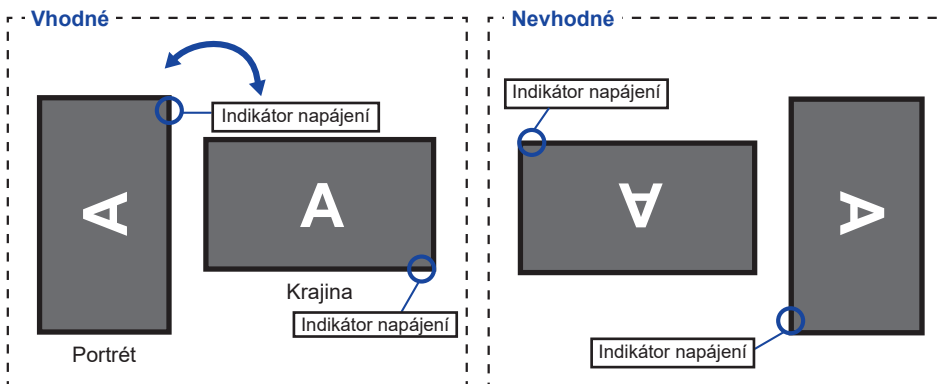 Vhodné
Indikátor napájení
A
A
Krajina
Indikátor napájení
Portrét
Nevhodné
Indikátor napájení
A
A
Indikátor napájení